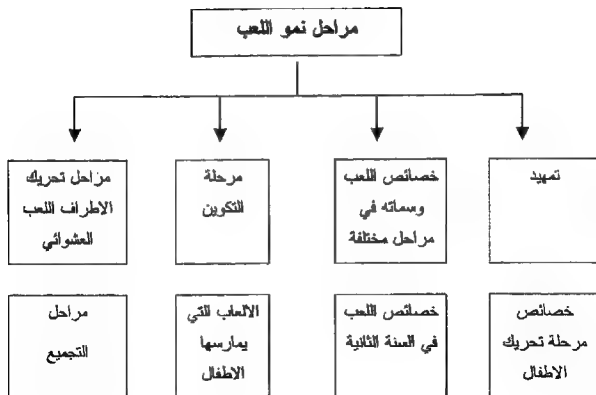 مراحل نمو اللعب
تمهيد
خصائص اللعب
وسماته في
مراحل مختلفة
مرحلة
التكوين
مراحل تحريك
الاطراف اللعب
العشوائي
خصائص
مرحلة تحريك
الاطفال
خصائص اللعب
في السنة الثانية
الالعاب التي
يمارسها
الاطفال
مراحل
التجميع